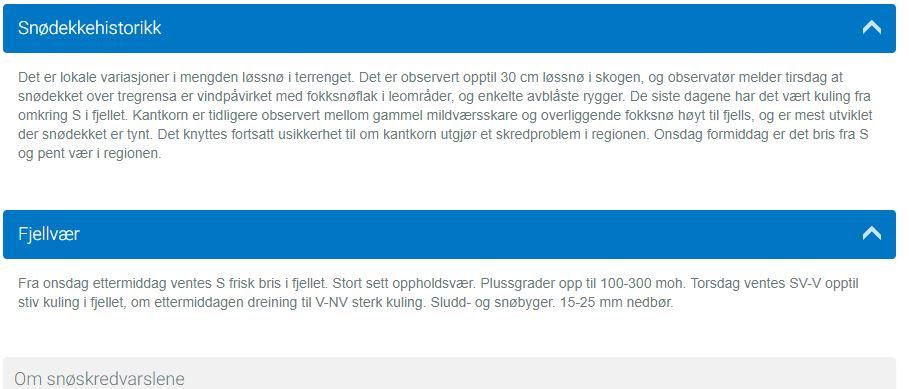 Snødekkehistorikk
Det er lokale variasjoner i mengden løssnø i terrenget. Det er observert opptil 30 cm løssnø i skogen, og observatør melder tirsdag at
snødekket over tregrensa er vindpåvirket med fokksnøflak i leområder, og enkelte avblåste rygger. De siste dagene har det vært kuling fra
omkring S i fjellet. Kantkorn er tidligere observert mellom gammel mildværsskare og overliggende fokksnø høyt til fjells, og er mest utviklet
der snødekket er tynt. Det knyttes fortsatt usikkerhet til om kantkorn utgjør et skredproblem i regionen. Onsdag formiddag er det bris fra S
og pent vær i regionen.
Fjellvær
Fra onsdag ettermiddag ventes S frisk bris i fjellet. Stort sett oppholdsvær. Plussgrader opp til 100-300 moh. Torsdag ventes SV-V opptil
stiv kuling i fjellet, om ettermiddagen dreining til V-NV sterk kuling. Sludd- og snøbyger. 15-25 mm nedbør.
Om snøskredvarslene